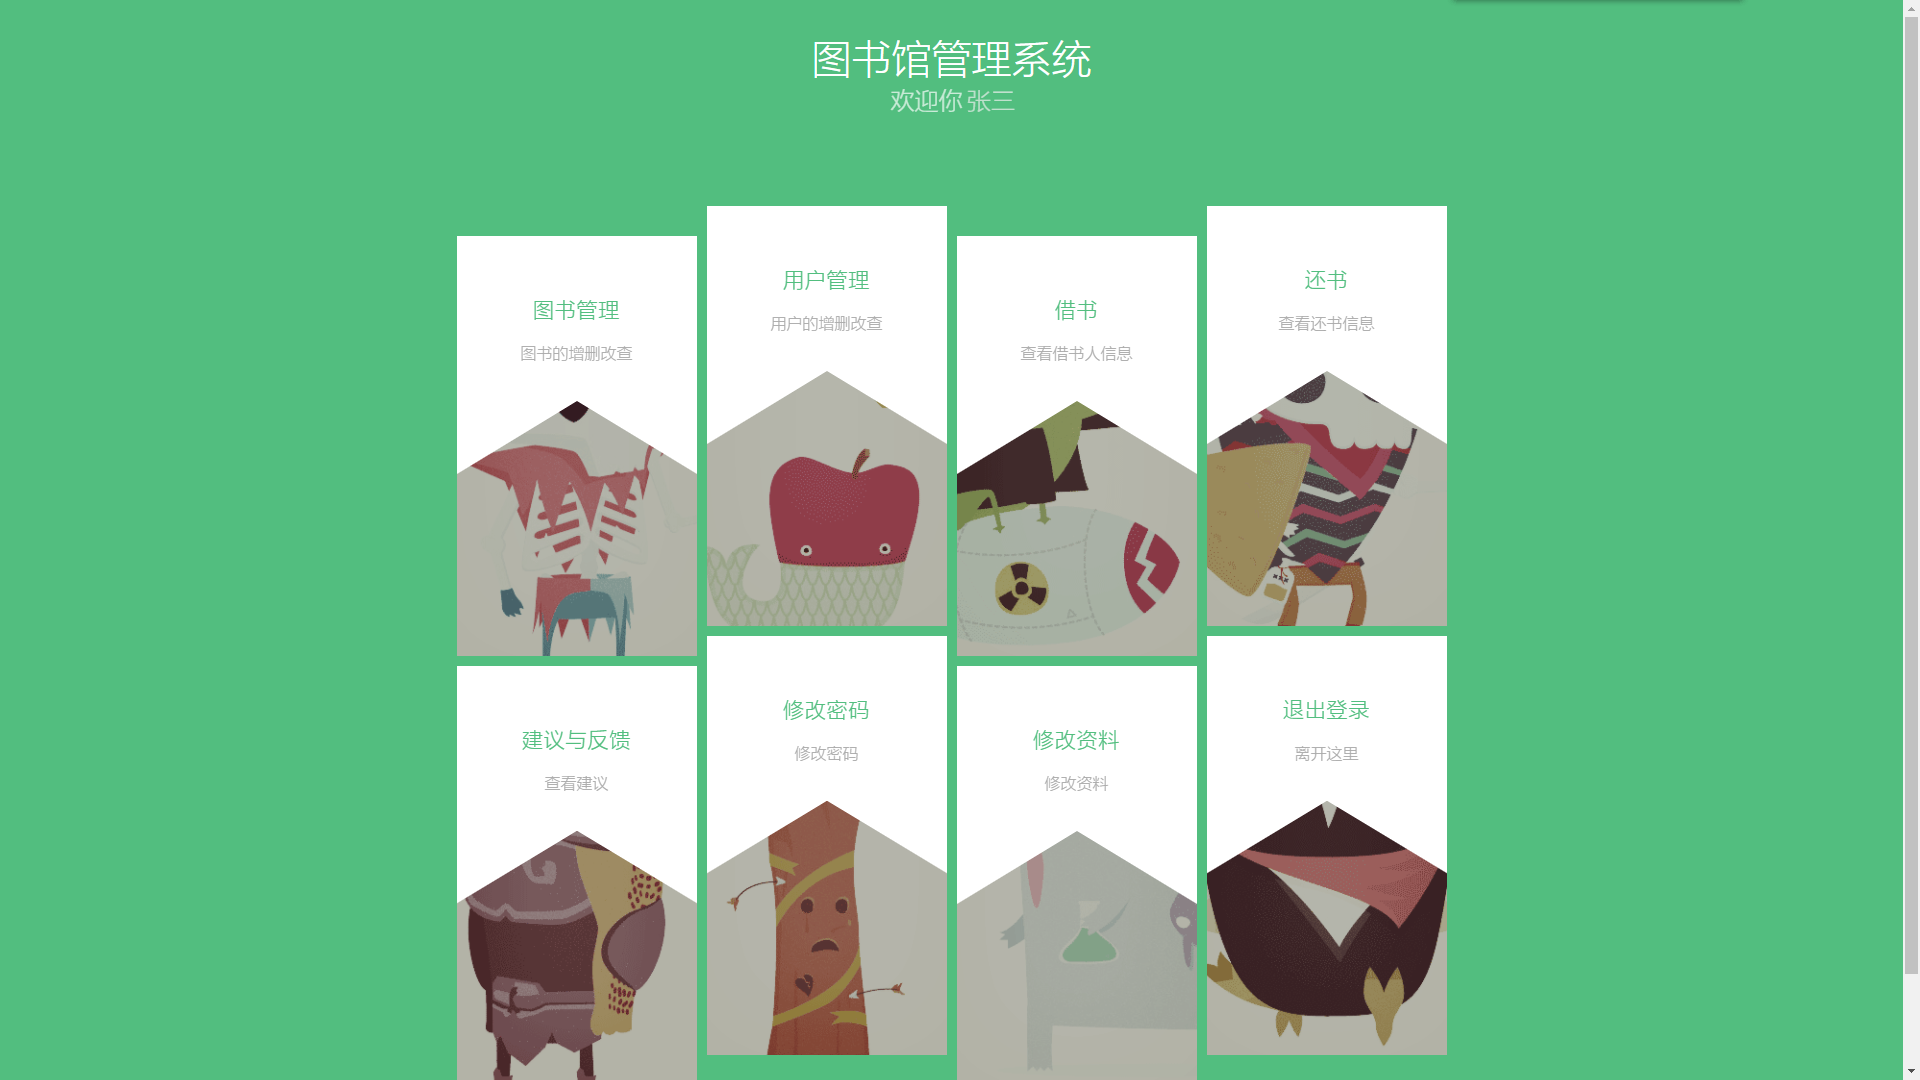 图书馆管理系统
欢迎你 张三
图书管理
图书的增删改查
用户管理
用户的增删改查
借书
查看借书人信息
还书
查看还书信息
建议与反馈
查看建议
修改密码
修改密码
修改资料
修改资料
退出登录
离开这里